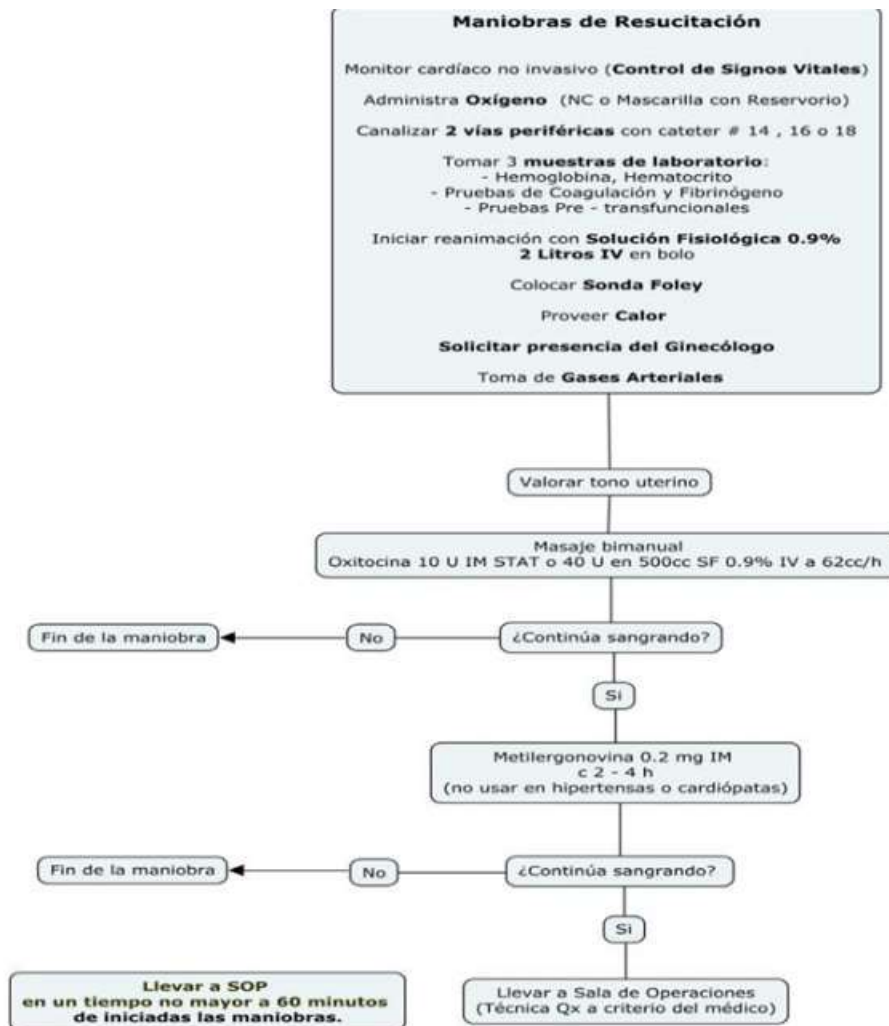 Maniobras de Resucitación
Monitor cardíaco no invasivo (Control de Signos Vitales)
Administra Oxígeno (NC o Mascarilla con Reservorio)
Canalizar 2 vías periféricas con cateter # 14 , 16 o 18
Tomar 3 muestras de laboratorio:
- Hemoglobina, Hematocrito
- Pruebas de Coagulación y Fibrinógeno
- Pruebas Pre - transfuncionales
Iniciar reanimación con Solución Fisiológica 0.9%
2 Litros IV en bolo
Colocar Sonda Foley
Proveer Calor
Solicitar presencia del Ginecólogo
Toma de Gases Arteriales
Valorar tono uterino
Masaje bimanual
Oxitocina 10 U IM STAT o 40 U en 500cc SF 0.9% IV a 62cc/h
Fin de la maniobra
No
¿Continúa sangrando?
Si
Metilergonovina 0.2 mg IM
c 2 - 4 h
(no usar en hipertensas o cardiópatas)
Fin de la maniobra
No
¿Continúa sangrando?
Si
Llevar a SOP
en un tiempo no mayor a 60 minutos
de iniciadas las maniobras.
Llevar a Sala de Operaciones
(Técnica Qx a criterio del médico)